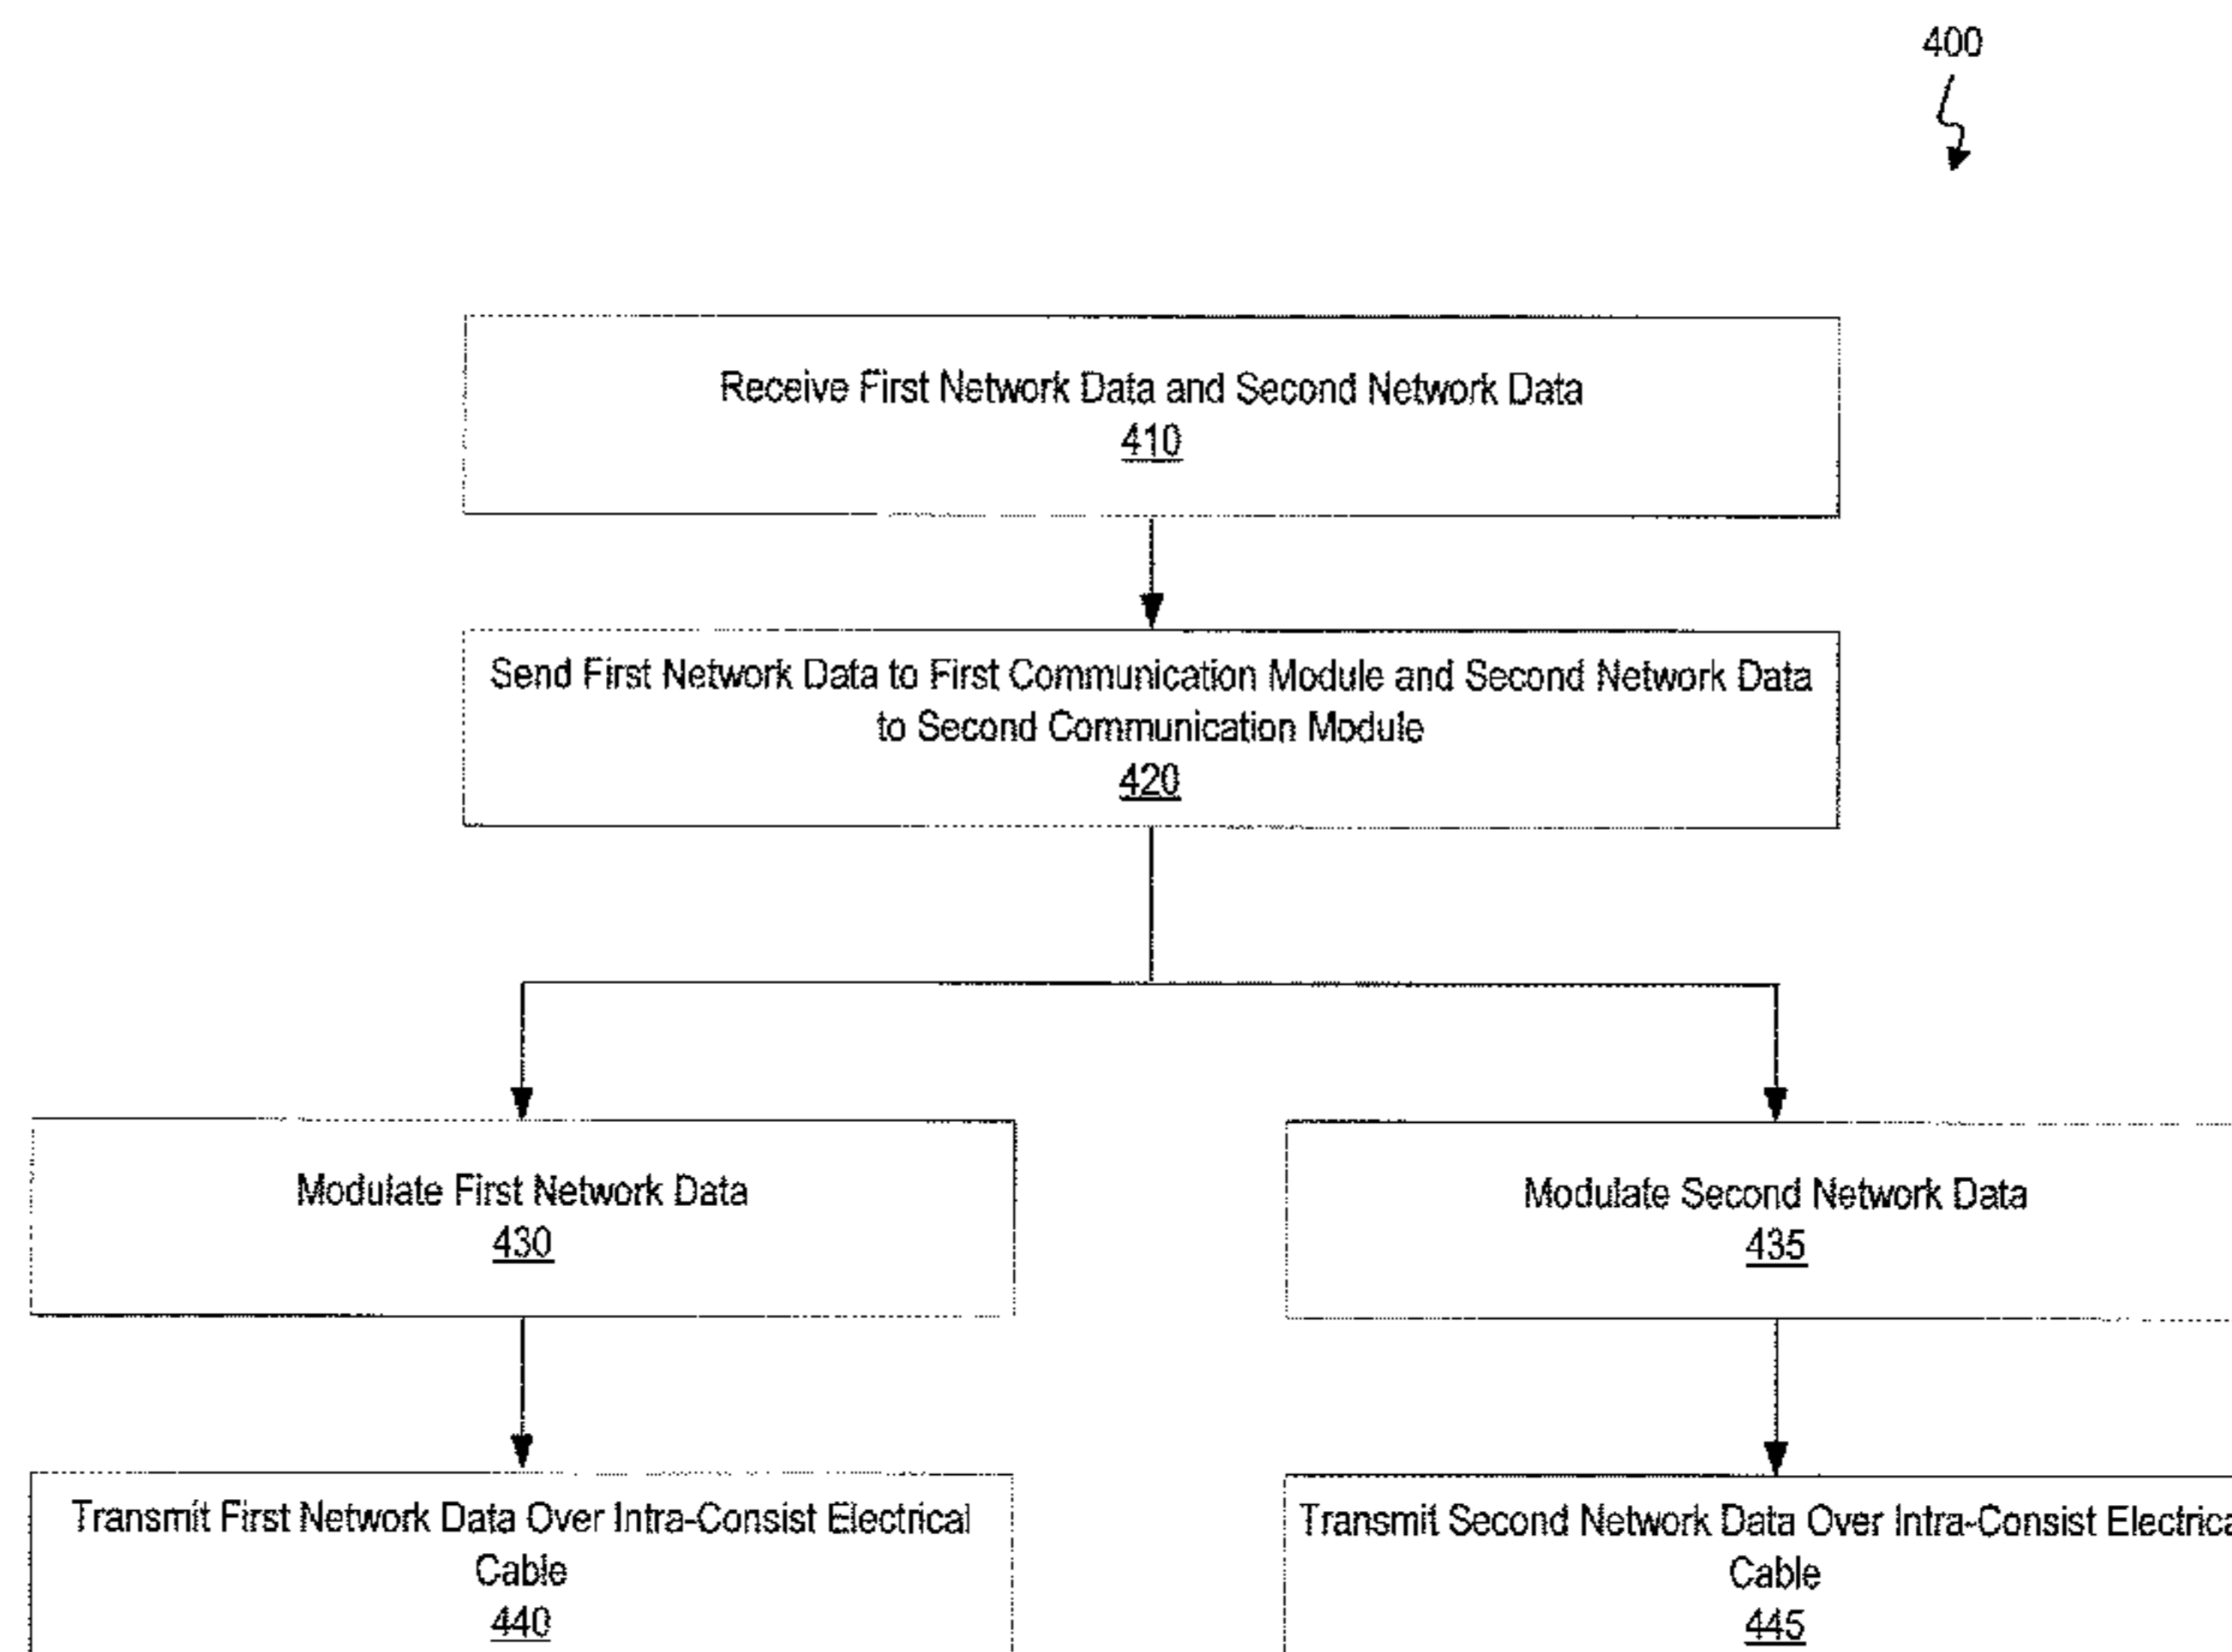 400
Receive First Network Data and Second Network Data
410
Send First Network Data to First Communication Module and Second Network Data
to Second Communication Module
420
Modulate First Network Data
430
Modulate Second Network Data
435
Transmit First Network Data Over Intra-Consist Electrical
Cable
440
Transmit Second Network Data Over Intra-Consist
Cable
445